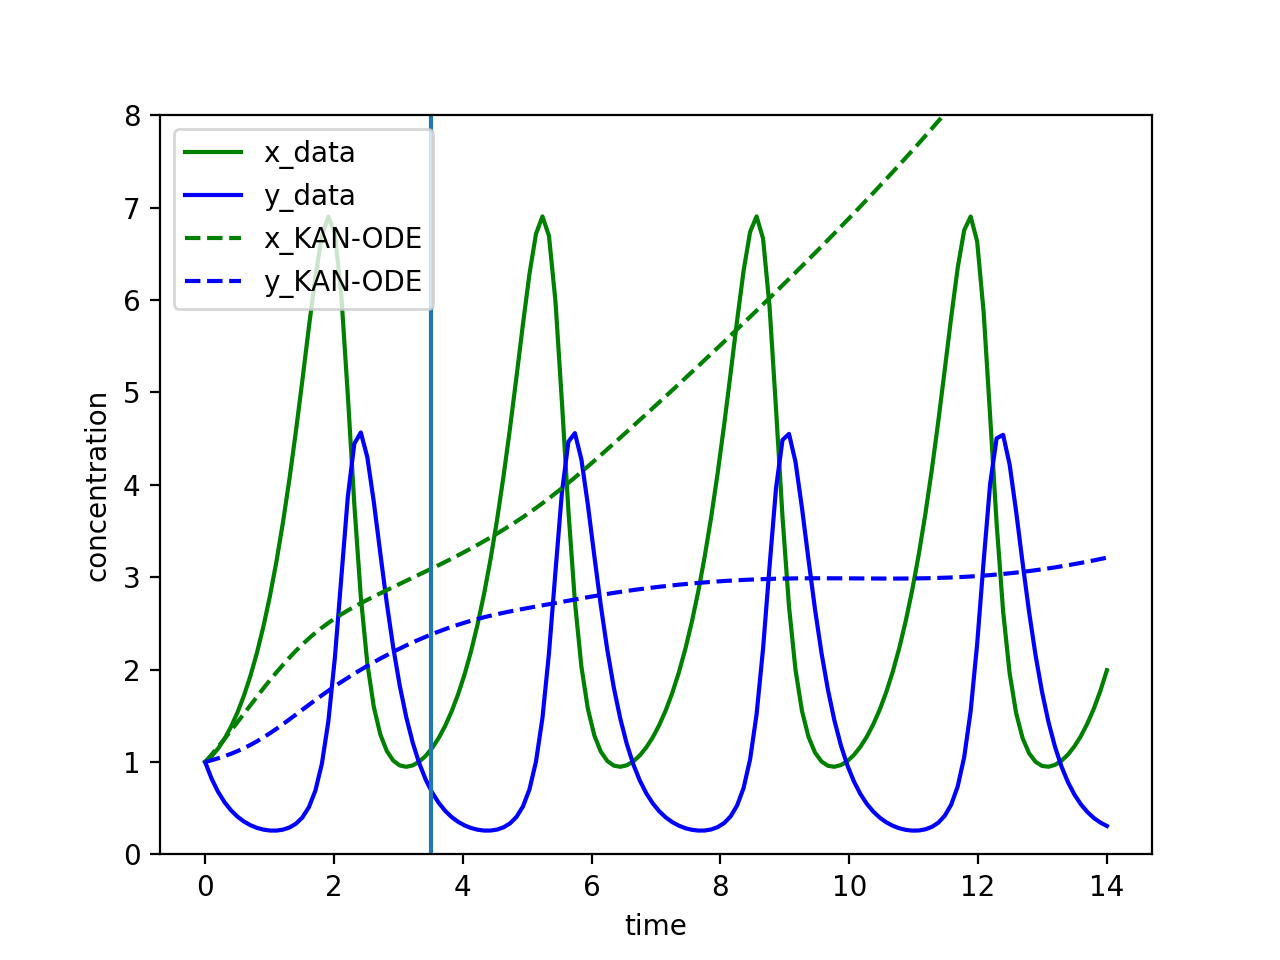 x_data
y_data
x_KAN-ODE
y_KAN-ODE
8
7
6
5
4
3
2
1
0
concentration
0 2 4 6 8 10 12 14
time